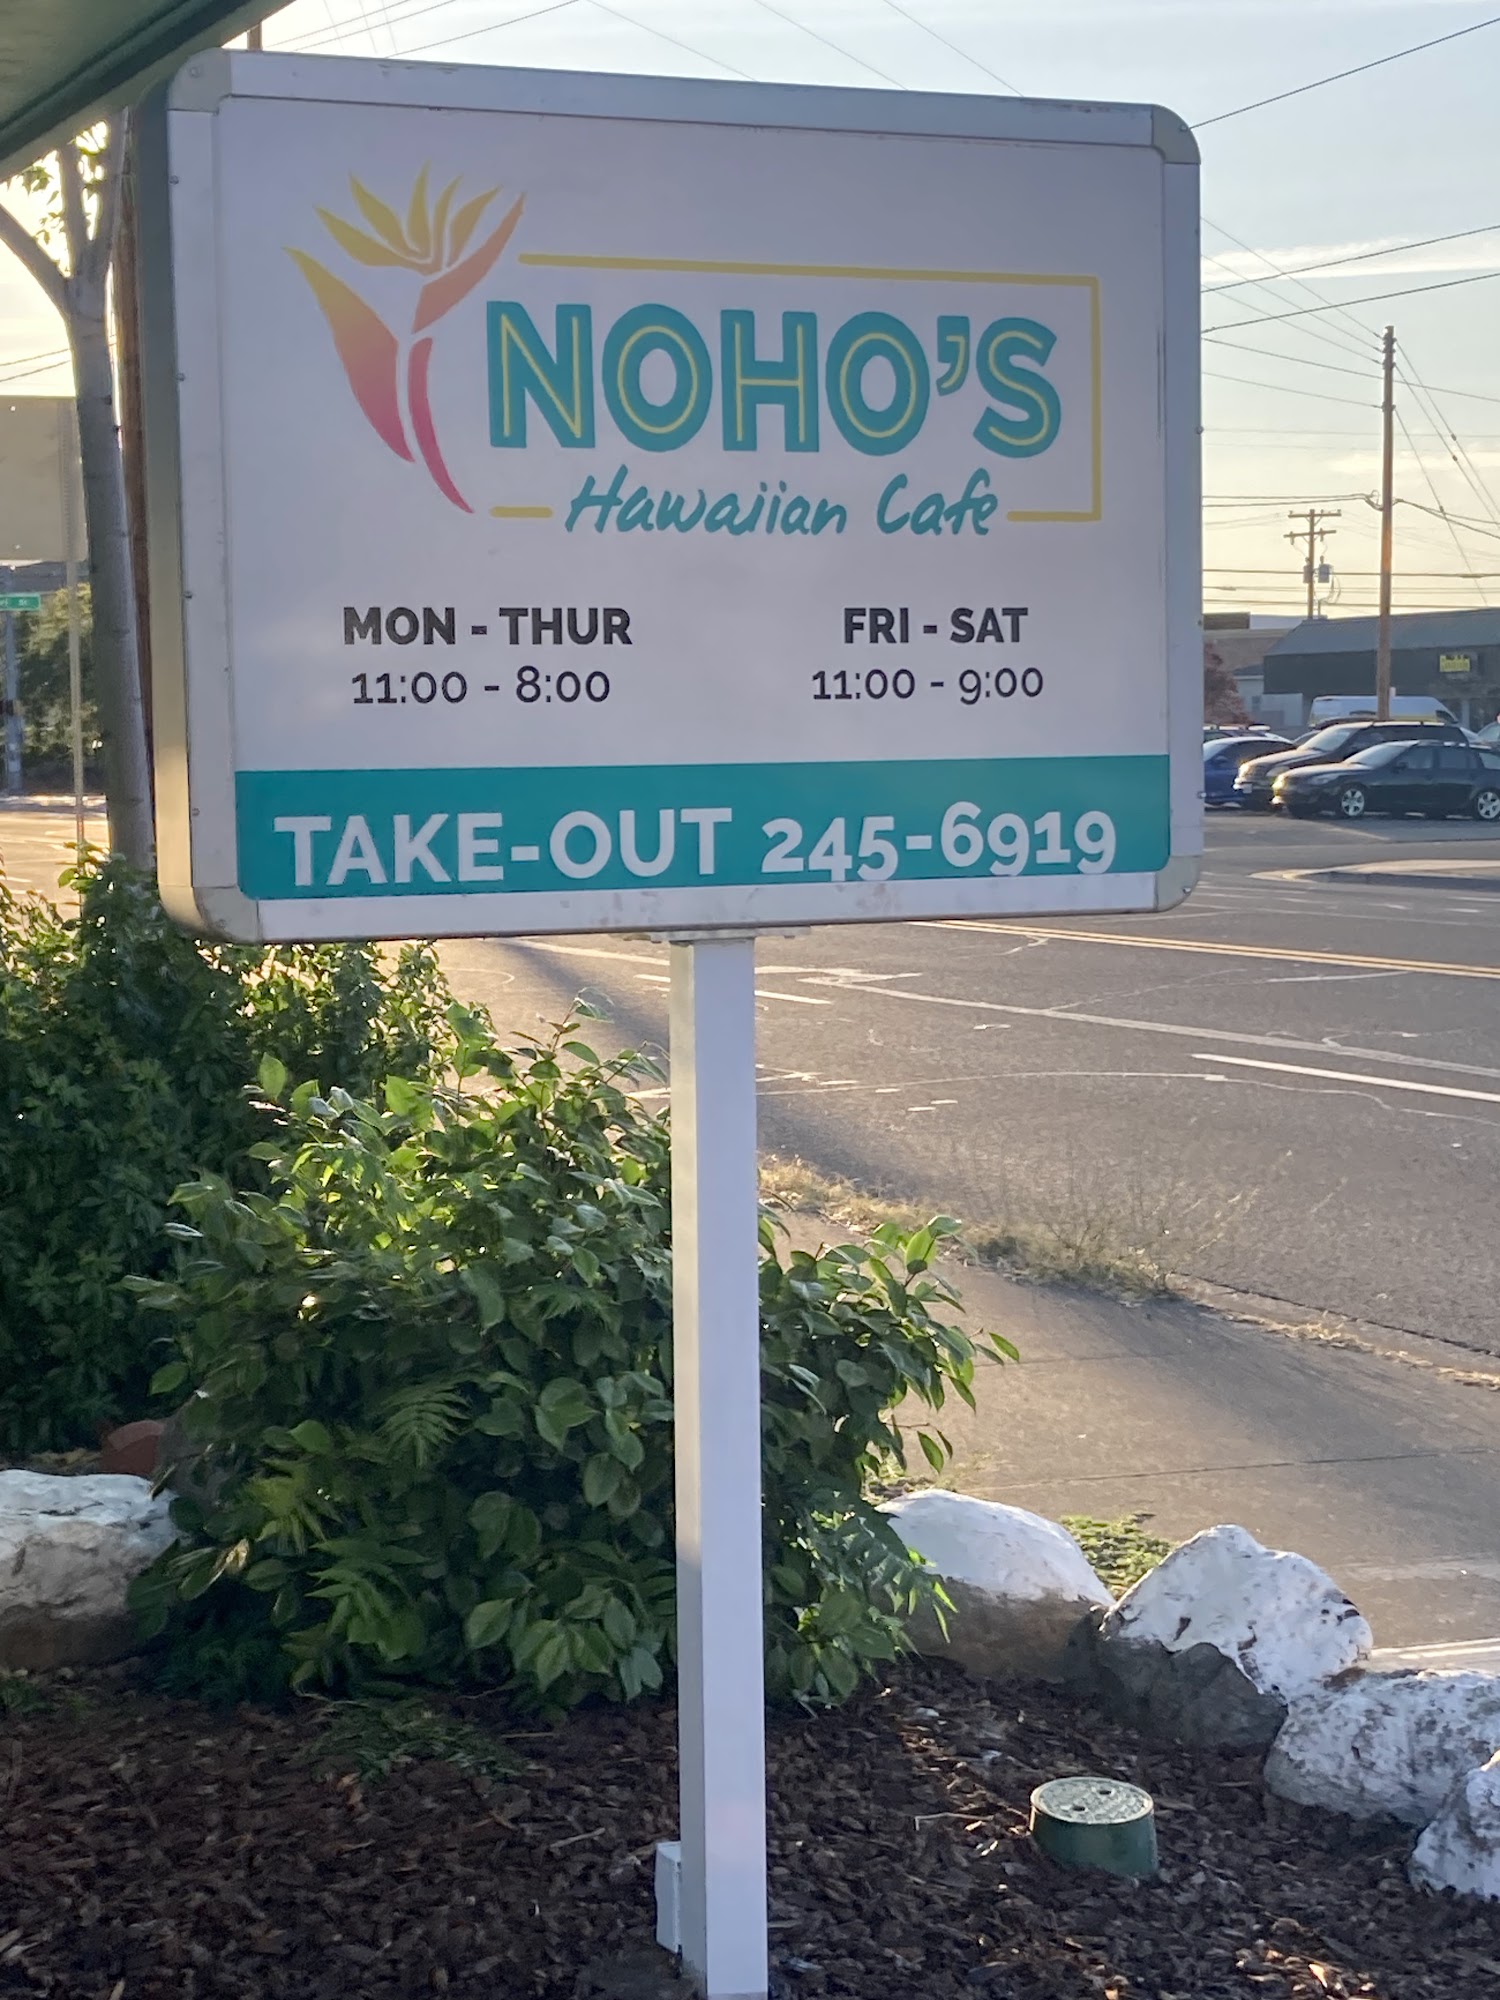 NOHO'S
Hawaiian Cafe
MON - THUR
11:00 - 8:00
FRI - SAT
11:00 - 9:00
TAKE-OUT 245-6919